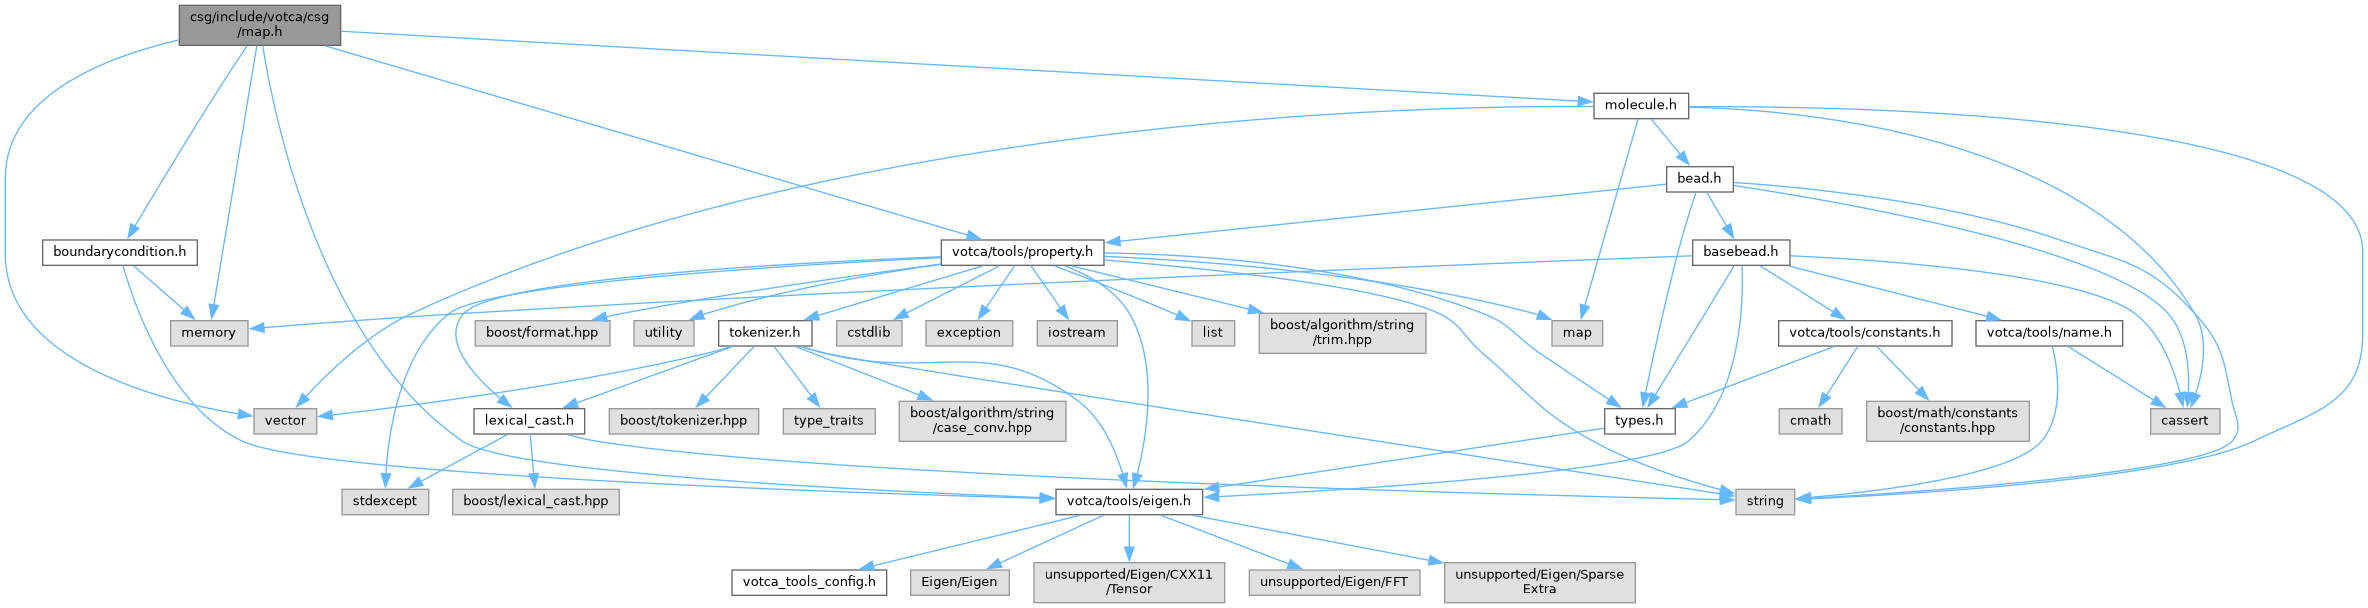 csg/include/votca/csg
/map.h
molecule.h
bead.h
boundarycondition.h
votca/tools/property.h
basebead.h
memory
boost/format.hpp
utility
tokenizer.h
cstdlib
exception
iostream
list
boost/algorithm/string
/trim.hpp
map
votca/tools/constants.h
votca/tools/name.h
vector
lexical_cast.h
boost/tokenizer.hpp
type_traits
boost/algorithm/string
/case_conv.hpp
types.h
cmath
boost/math/constants
/constants.hpp
cassert
stdexcept
boost/lexical_cast.hpp
votca/tools/eigen.h
string
votca_tools_config.h
Eigen/Eigen
unsupported/Eigen/CXX11
/Tensor
unsupported/Eigen/FFT
unsupported/Eigen/Sparse
Extra